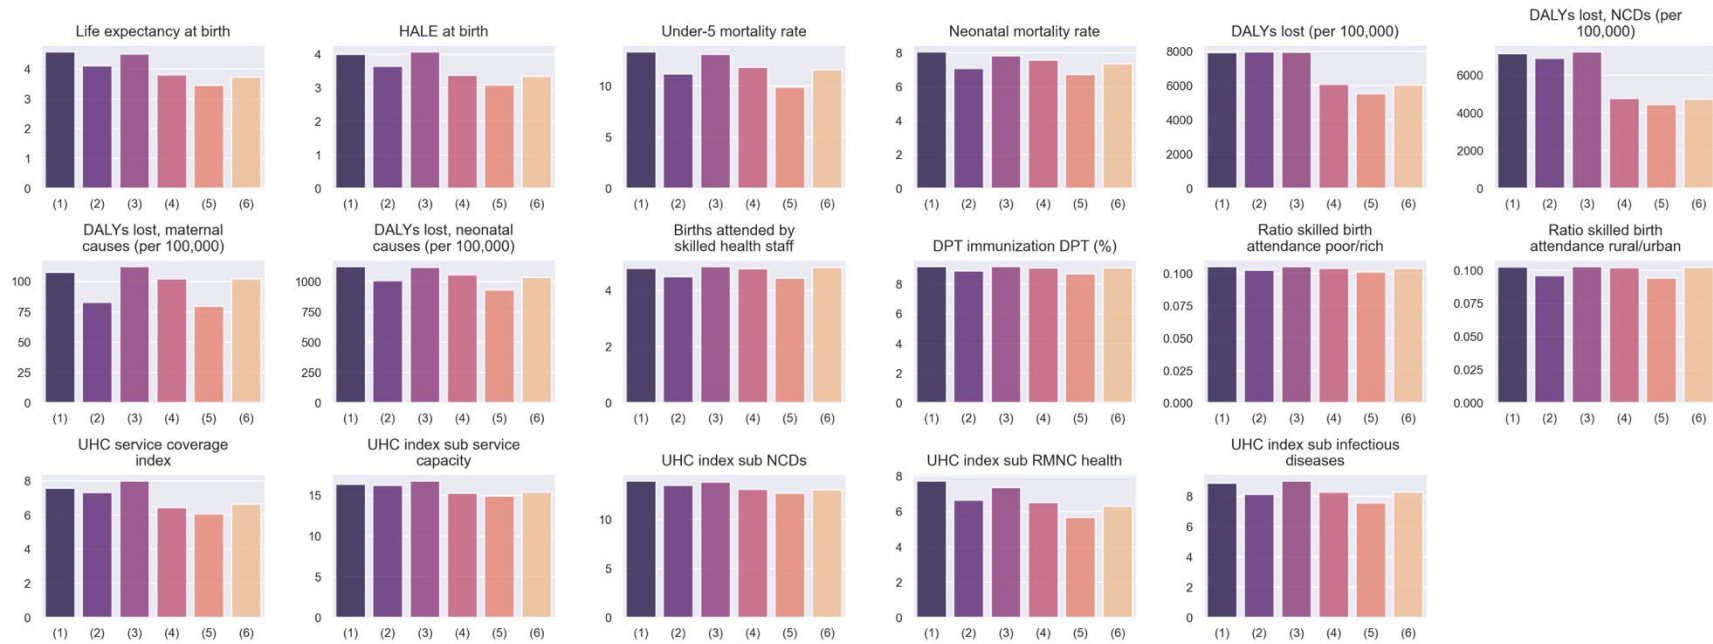 Life expectancy at birth
4
3
2
1
0
(1) (2) (3) (4) (5) (6)
HALE at birth
4
3
2
1
0
(1) (2) (3) (4) (5) (6)
Under-5 mortality rate
10
5
0
(1) (2) (3) (4) (5) (6)
Neonatal mortality rate
8
6
4
2
0
(1) (2) (3) (4) (5) (6)
DALYs lost (per 100,000)
8000
6000
4000
2000
0
(1) (2) (3) (4) (5) (6)
DALYs lost, NCDs (per
100,000)
6000
4000
2000
0
(1) (2) (3) (4) (5) (6)
DALYs lost, maternal
causes (per 100,000)
100
75
50
25
0
(1) (2) (3) (4) (5) (6)
DALYs lost, neonatal
causes (per 100,000)
1000
750
500
250
0
(1) (2) (3) (4) (5) (6)
Births attended by
skilled health staff
4
2
0
(1) (2) (3) (4) (5) (6)
DPT immunization DPT (%)
8
6
4
2
0
(1) (2) (3) (4) (5) (6)
Ratio skilled birth
attendance poor/rich
0.100
0.075
0.050
0.025
0.000
(1) (2) (3) (4) (5) (6)
Ratio skilled birth
attendance rural/urban
0.100
0.075
0.050
0.025
0.000
(1) (2) (3) (4) (5) (6)
UHC service coverage
index
8
6
4
2
0
(1) (2) (3) (4) (5) (6)
UHC index sub service
capacity
15
10
5
0
(1) (2) (3) (4) (5) (6)
UHC index sub NCDs
10
5
0
(1) (2) (3) (4) (5) (6)
UHC index sub RMNC health
8
6
4
2
0
(1) (2) (3) (4) (5) (6)
UHC index sub infectious
diseases
8
6
4
2
0
(1) (2) (3) (4) (5) (6)